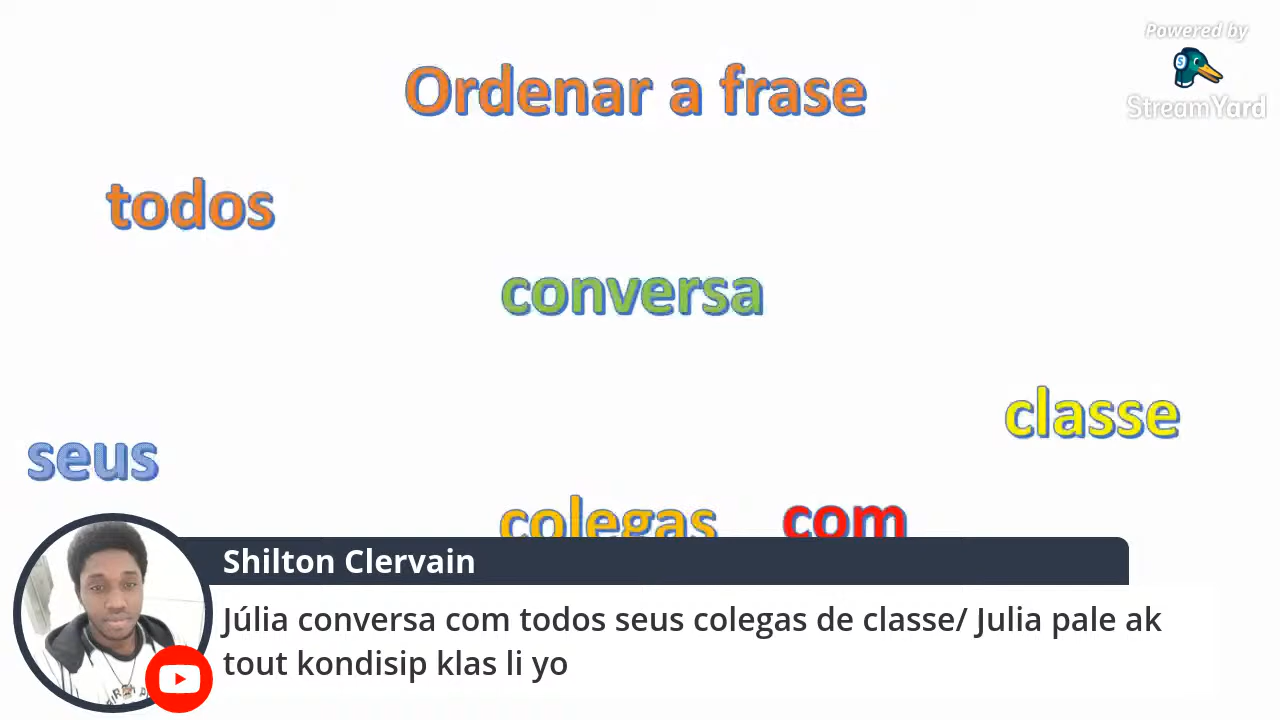 Powered by
StreamYard
Ordenar a frase
todos
conversa
classe
seus
colegas com
Shilton Clervain
Júlia conversa com todos seus colegas de classe/ Julia pale ak
tout kondisip klas li yo